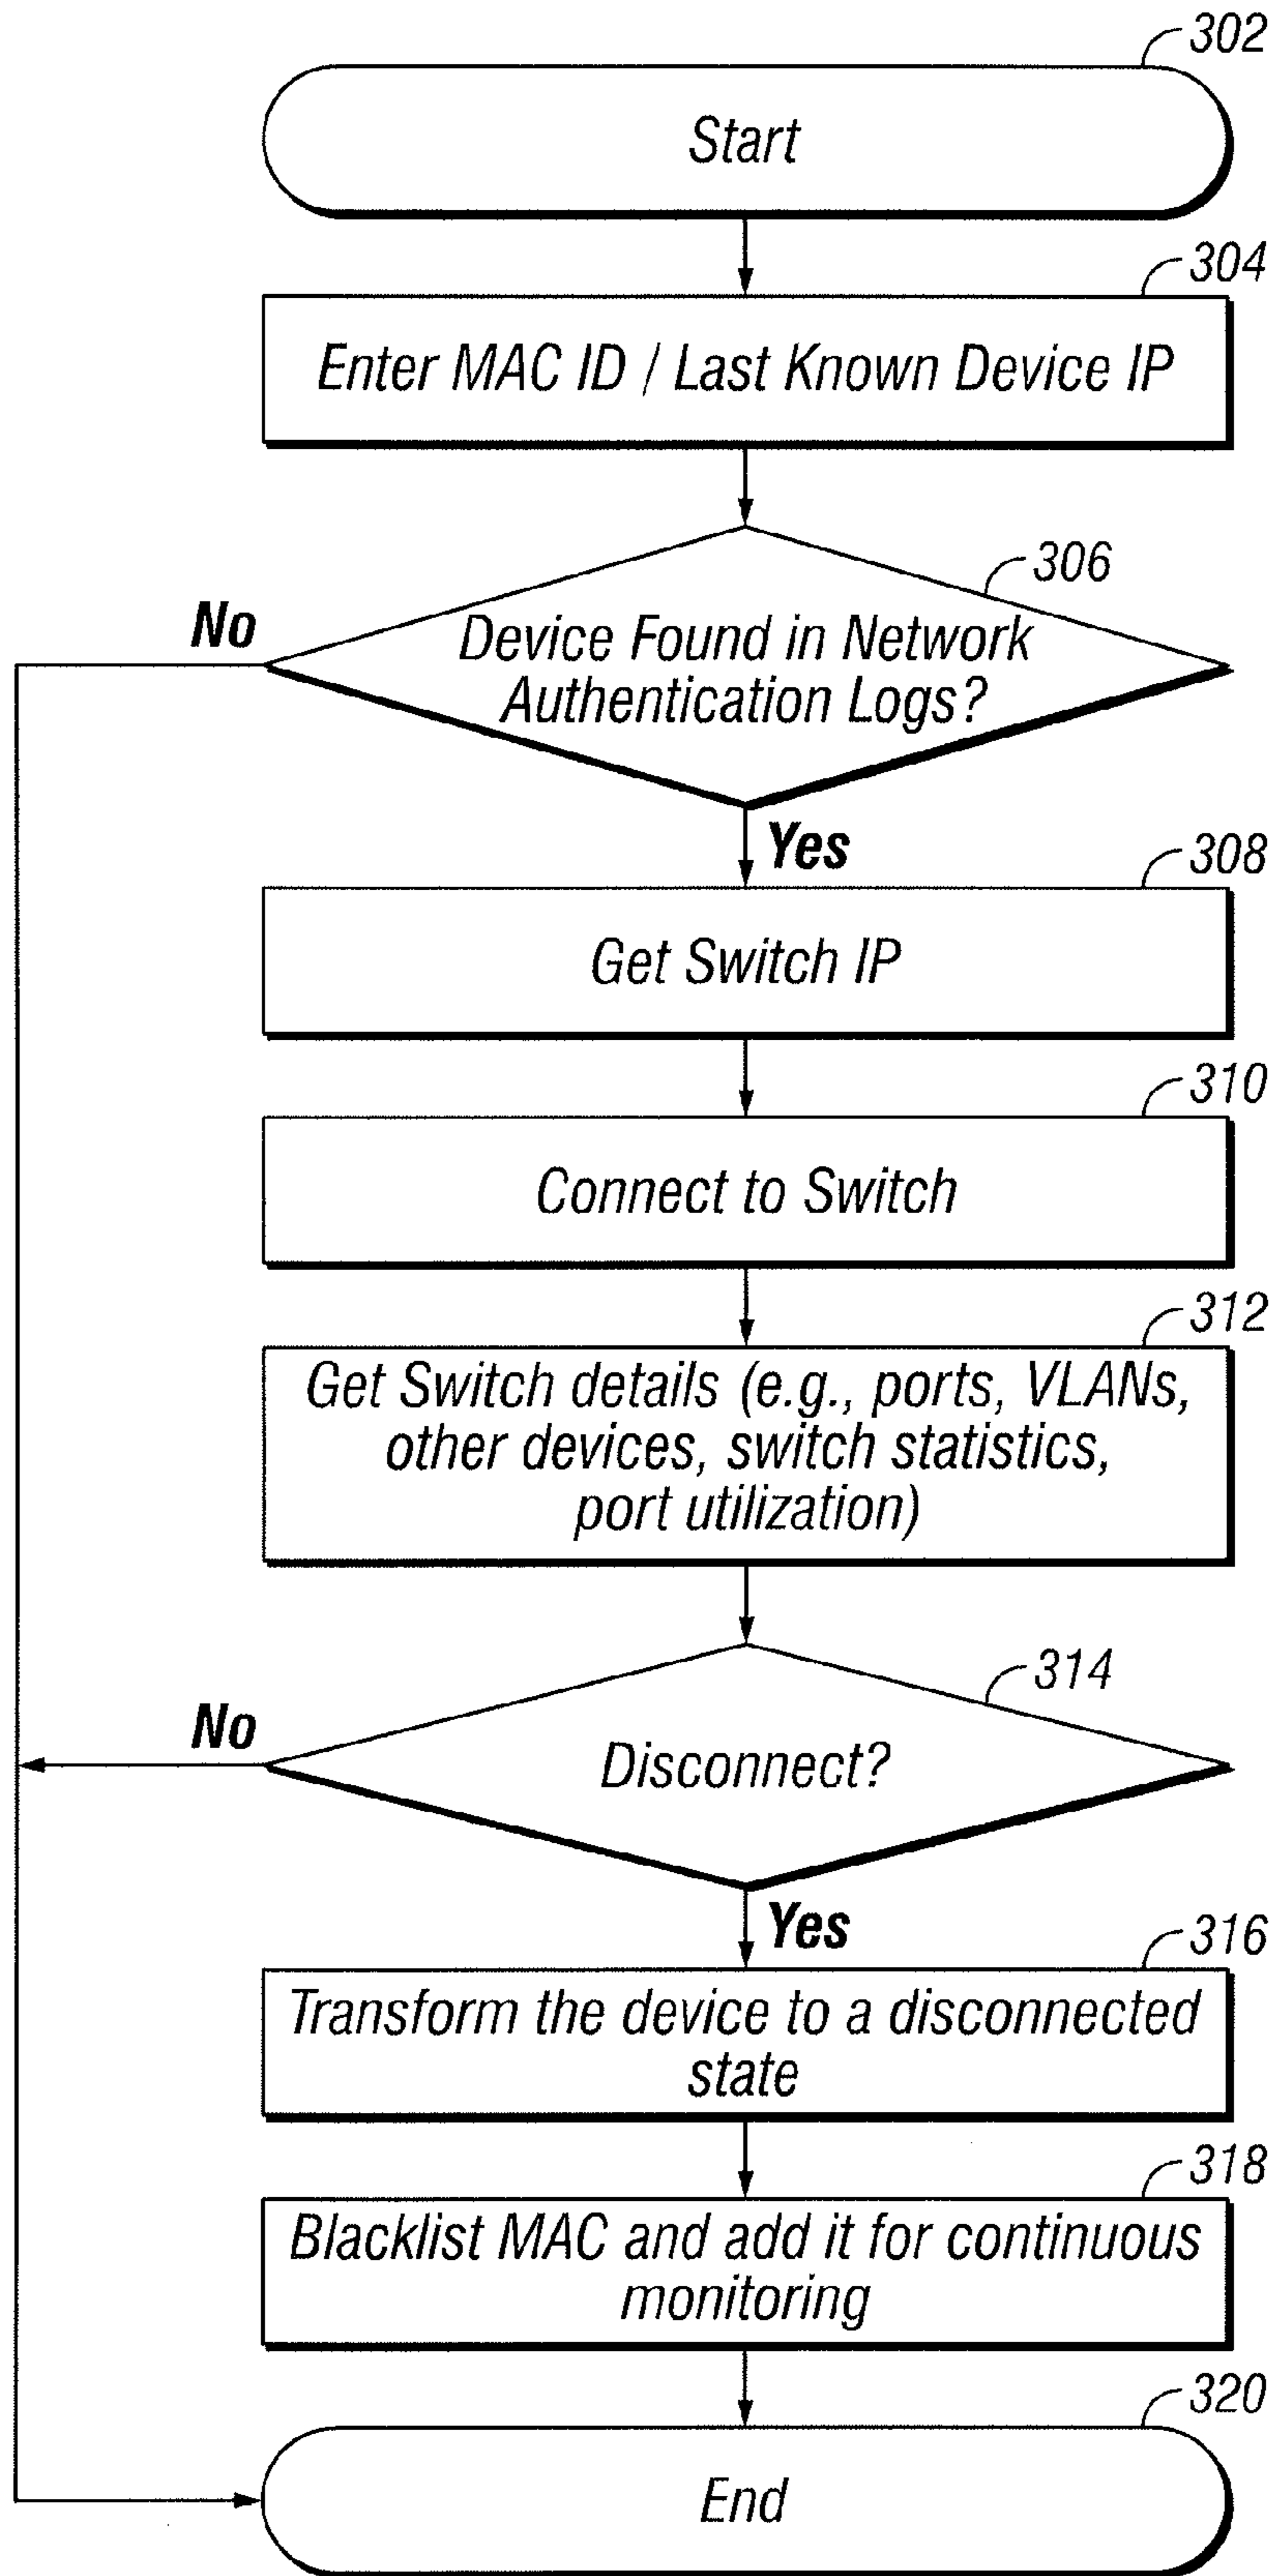 302
Start
304
Enter MAC ID / Last Known Device IP
306
No
Device Found in Network
Authentication Logs?
Yes
308
Get Switch IP
310
Connect to Switch
312
Get Switch details (e.g., ports, VLANs,
other devices, switch statistics,
port utilization)
314
No
Disconnect?
Yes
316
Transform the device to a disconnected
state
318
Blacklist MAC and add it for continuous
monitoring
320
End